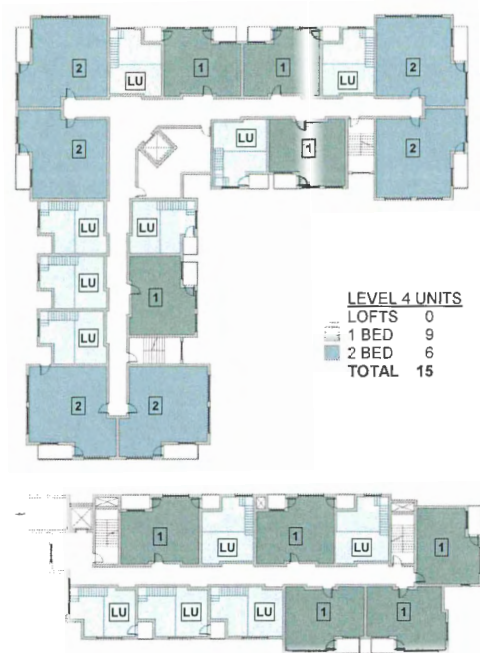 2 LU 1 1 LU 2
2 LU 1 2
LU LU
LU 1
LU
2 2
LEVEL 4 UNITS
LOFTS 0
1 BED 9
2 BED 6
TOTAL 15
1 LU 1 LU 1
LU LU LU 1 1